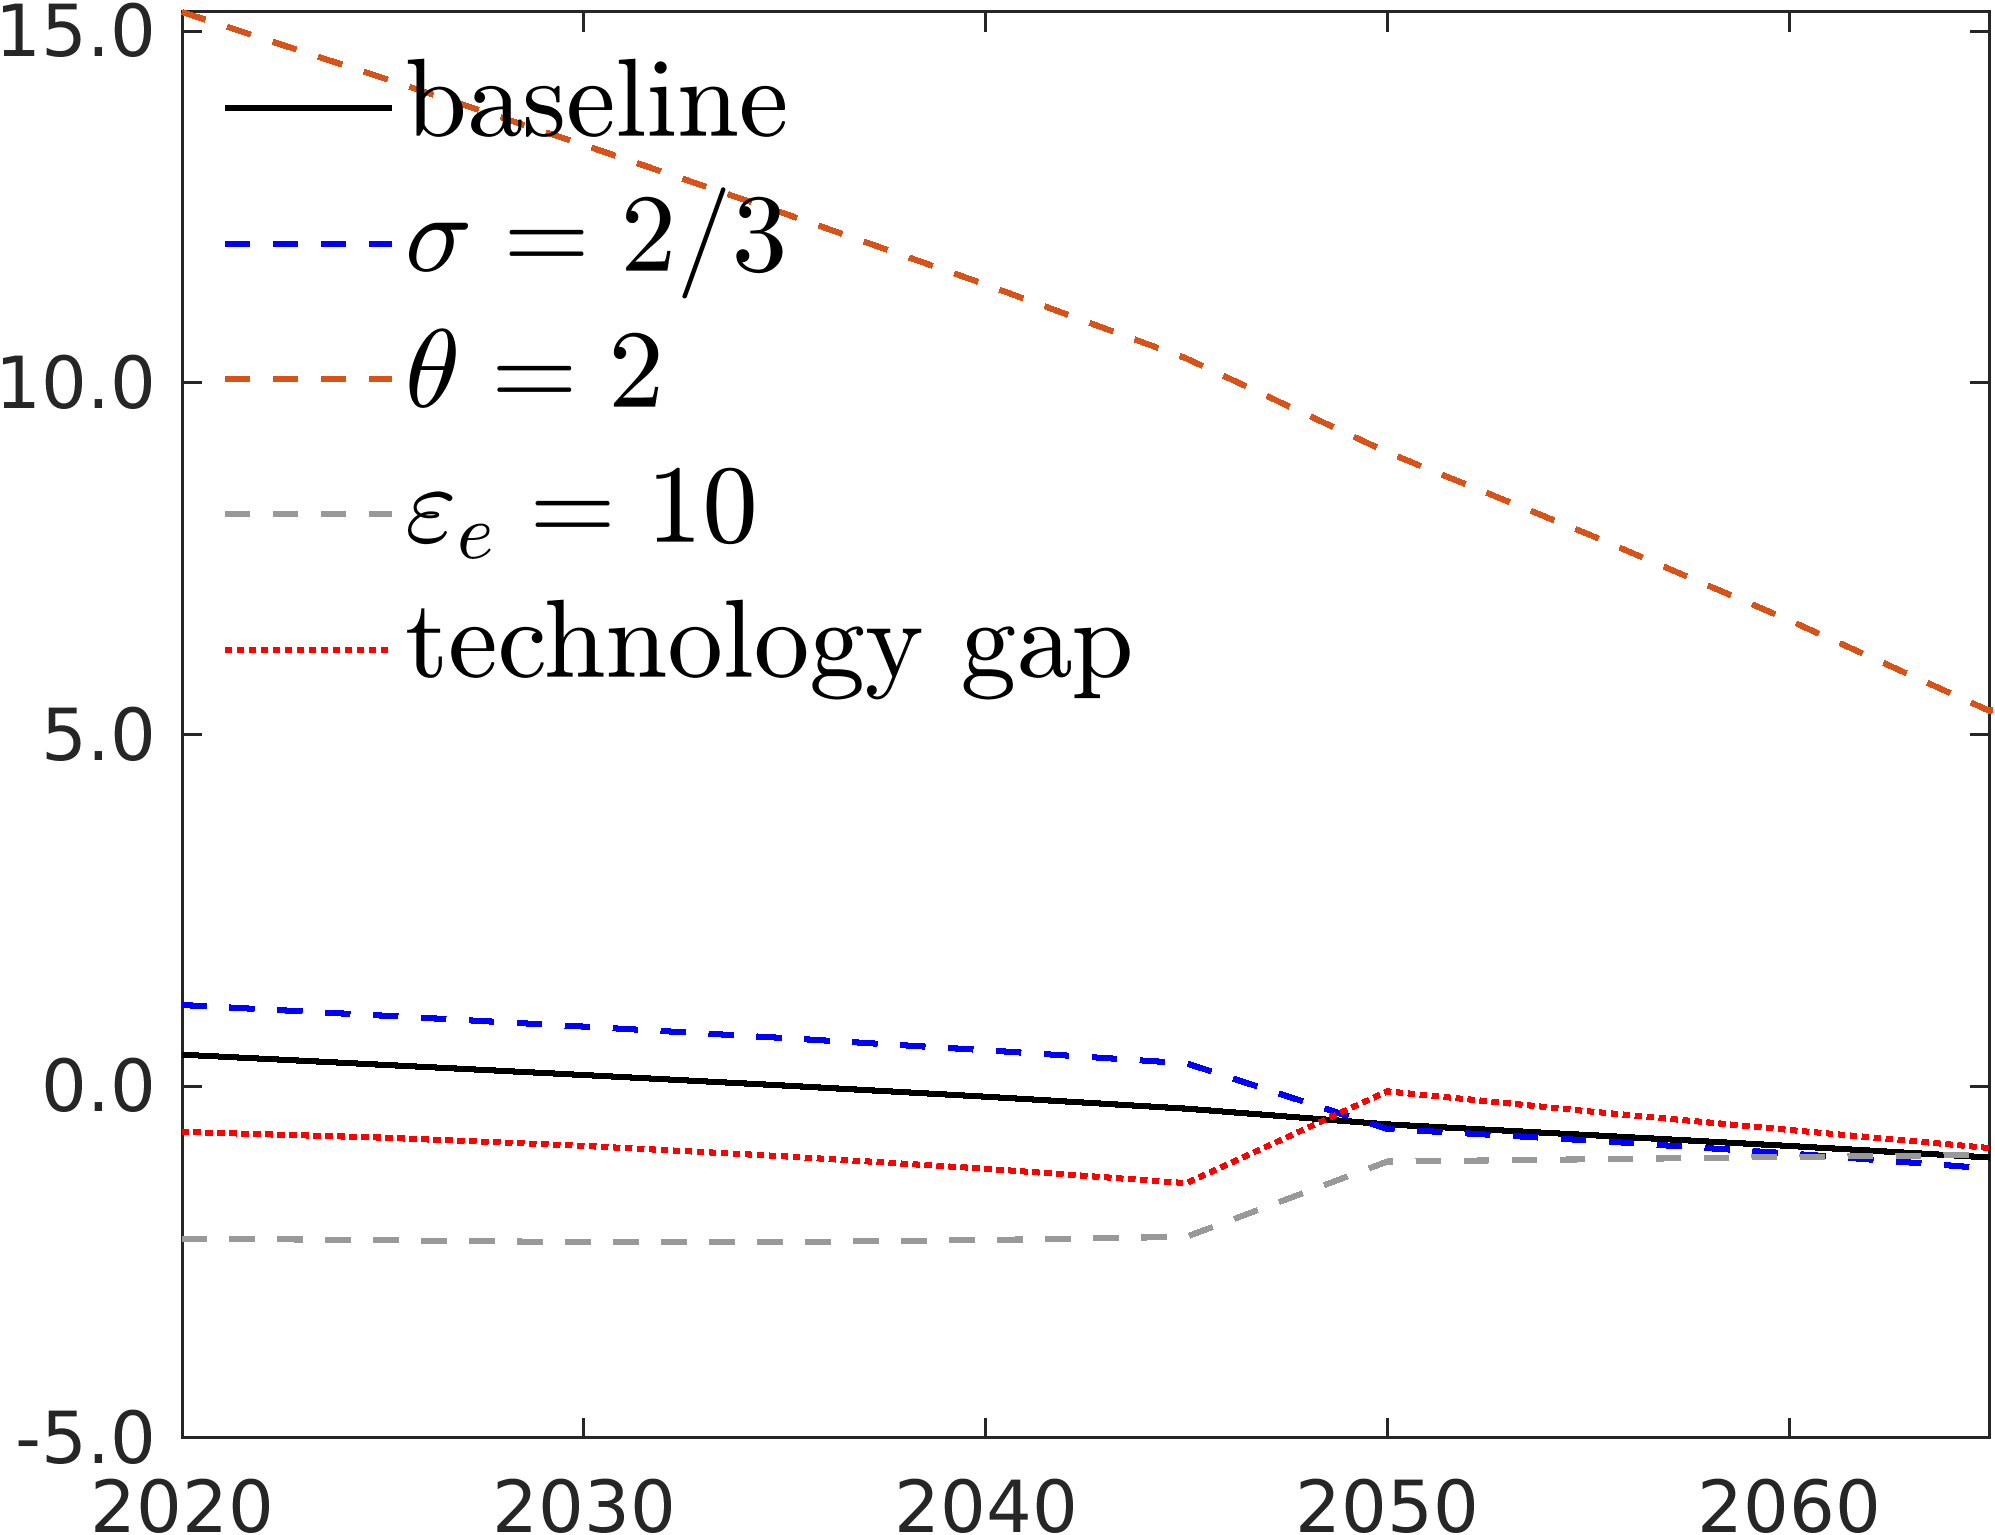 15.0
10.0
5.0
0.0
-5.0
baseline
σ = 2/3
θ = 2
εₑ = 10
technology gap
2020 2030 2040 2050 2060